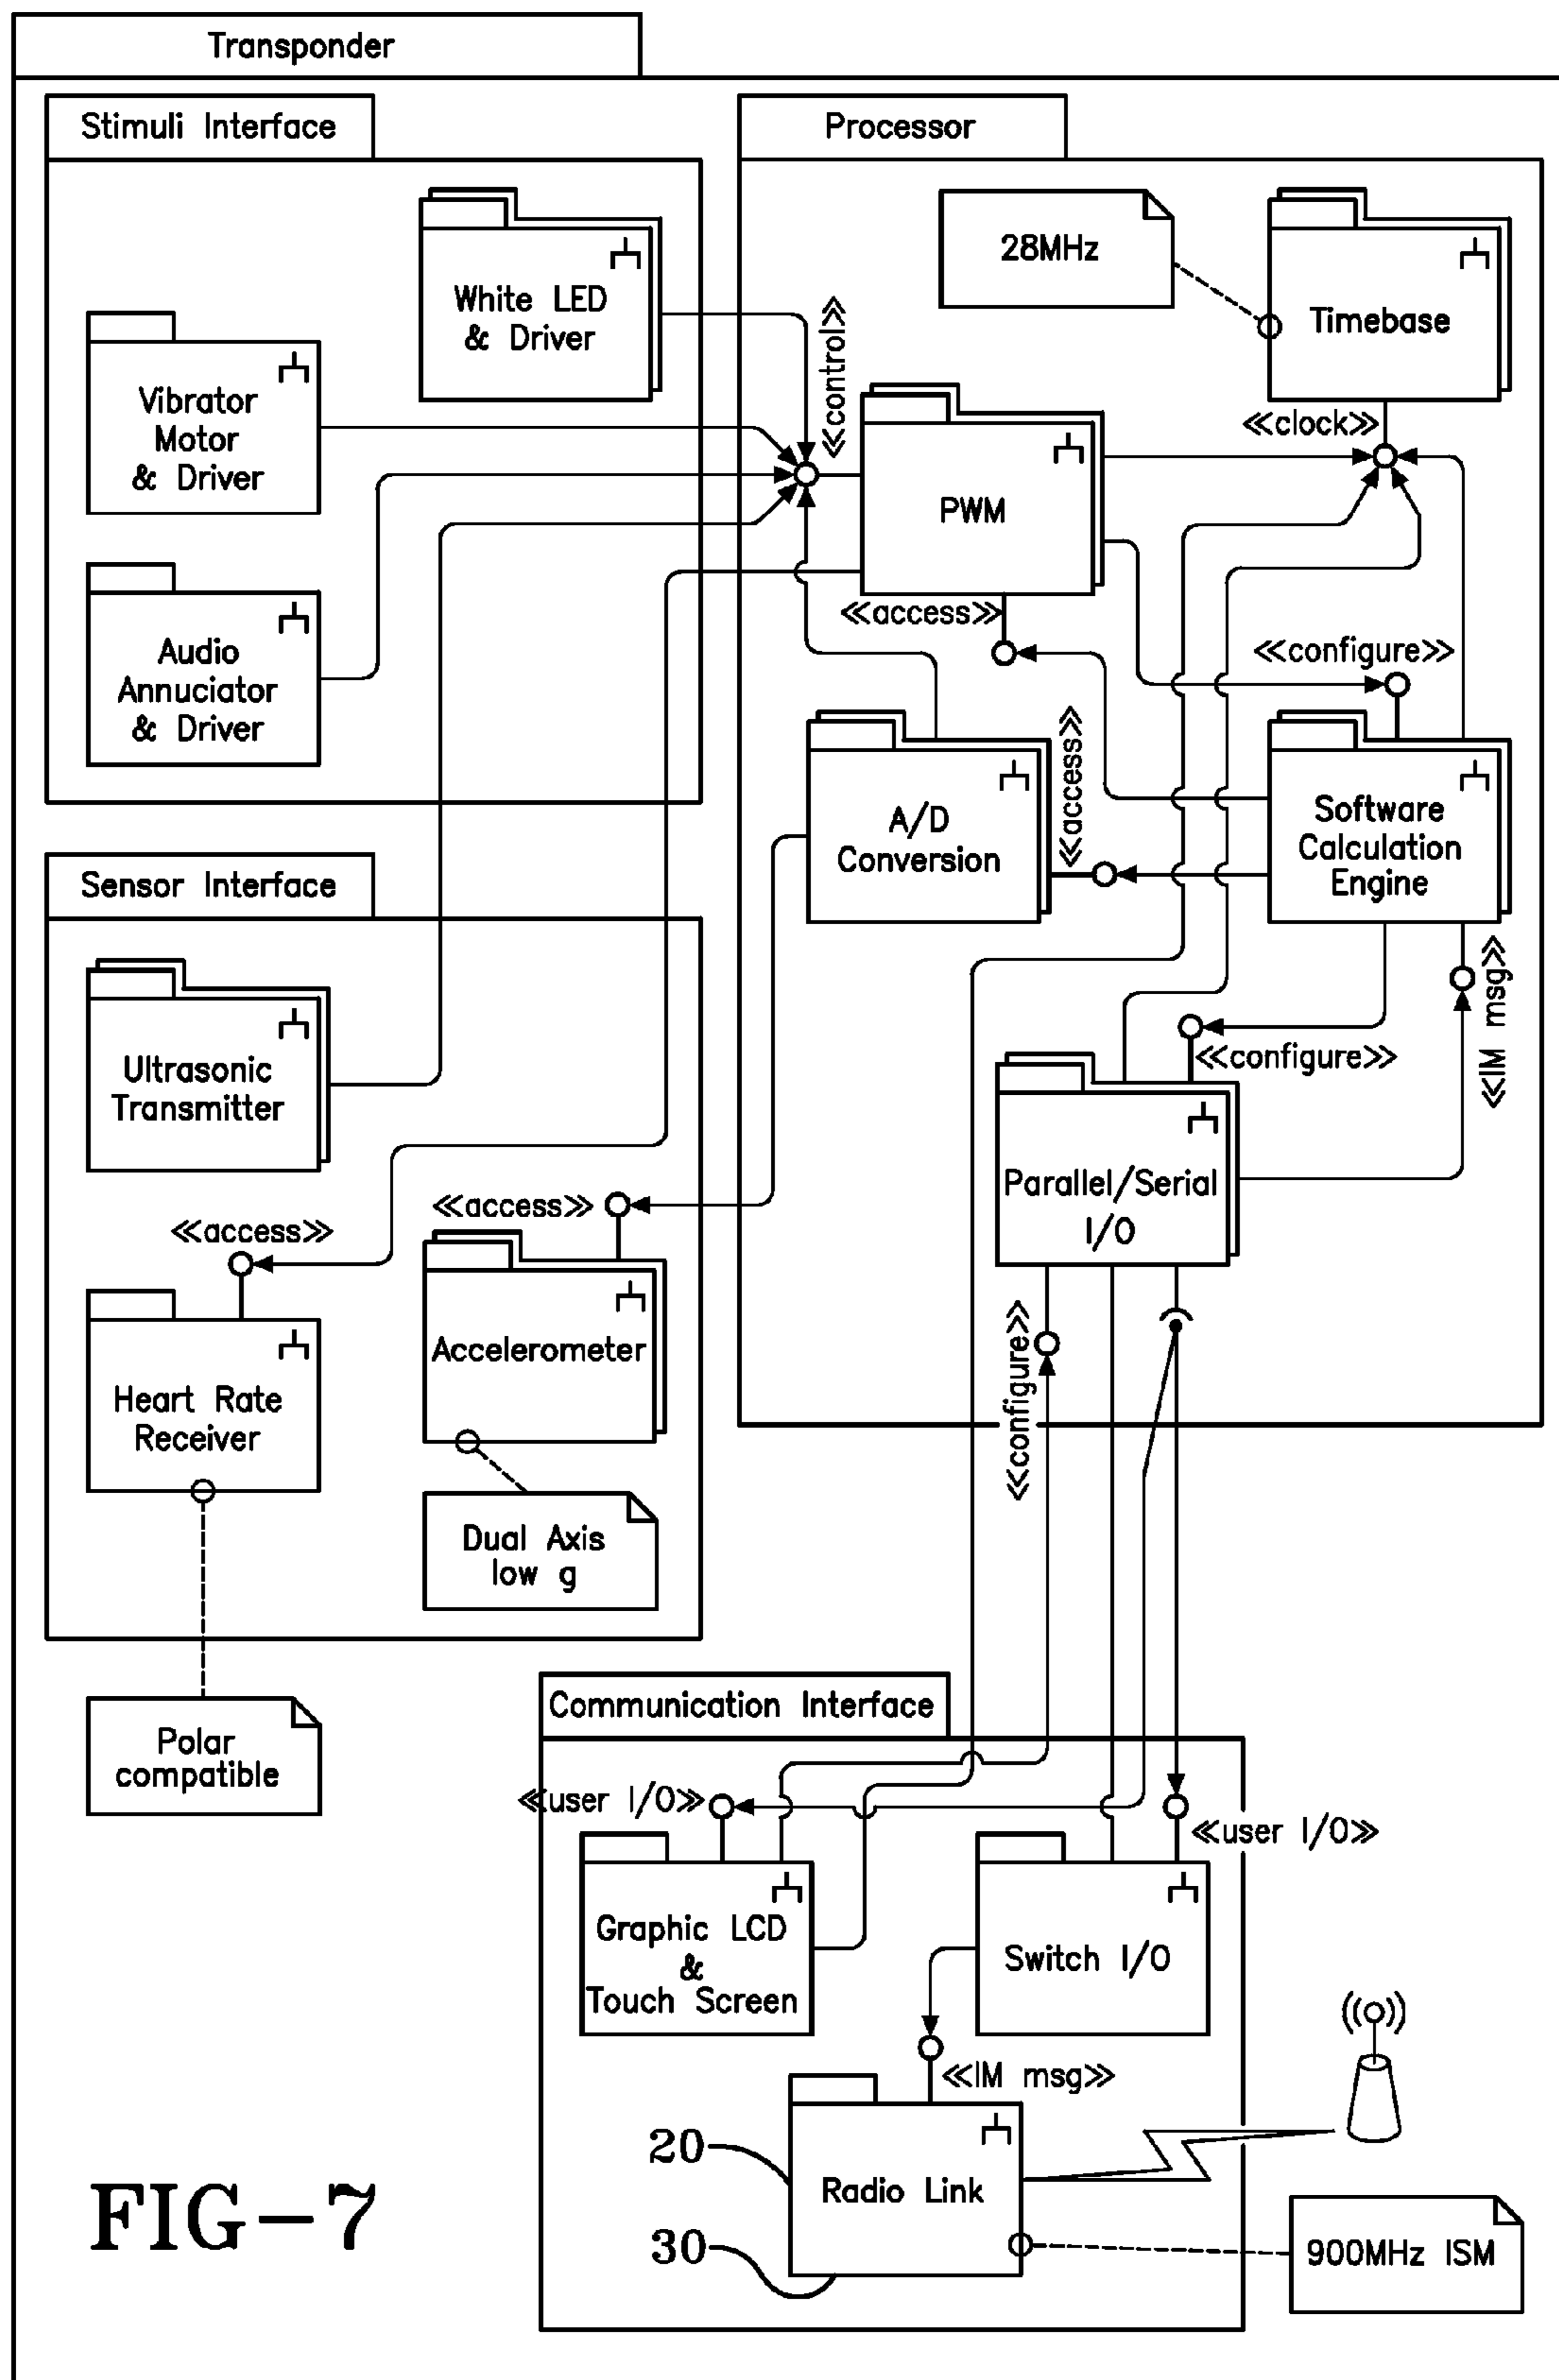 Transponder
Stimuli Interface
White LED
& Driver
Vibrator
Motor
& Driver
Audio
Annuciator
& Driver
Processor
28MHz
Timebase
≪clock≫
≪control≫
PWM
≪access≫
≪configure≫
A/D
Conversion
≪access≫
Software
Calculation
Engine
≪IM msg≫
≪configure≫
Parallel/Serial
I/O
≪configure≫
Sensor Interface
Ultrasonic
Transmitter
≪access≫
≪access≫
Heart Rate
Receiver
Accelerometer
Dual Axis
low g
Polar
compatible
Communication Interface
≪user I/O≫
≪user I/O≫
Graphic LCD
&
Touch Screen
Switch I/O
≪IM msg≫
20
Radio Link
30
900MHz ISM
FIG-7